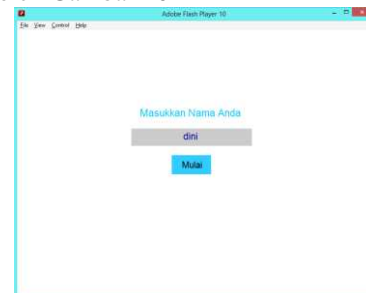 Adobe Flash Player 10
File View Control Help
Masukkan Nama Anda
dini
Mulai